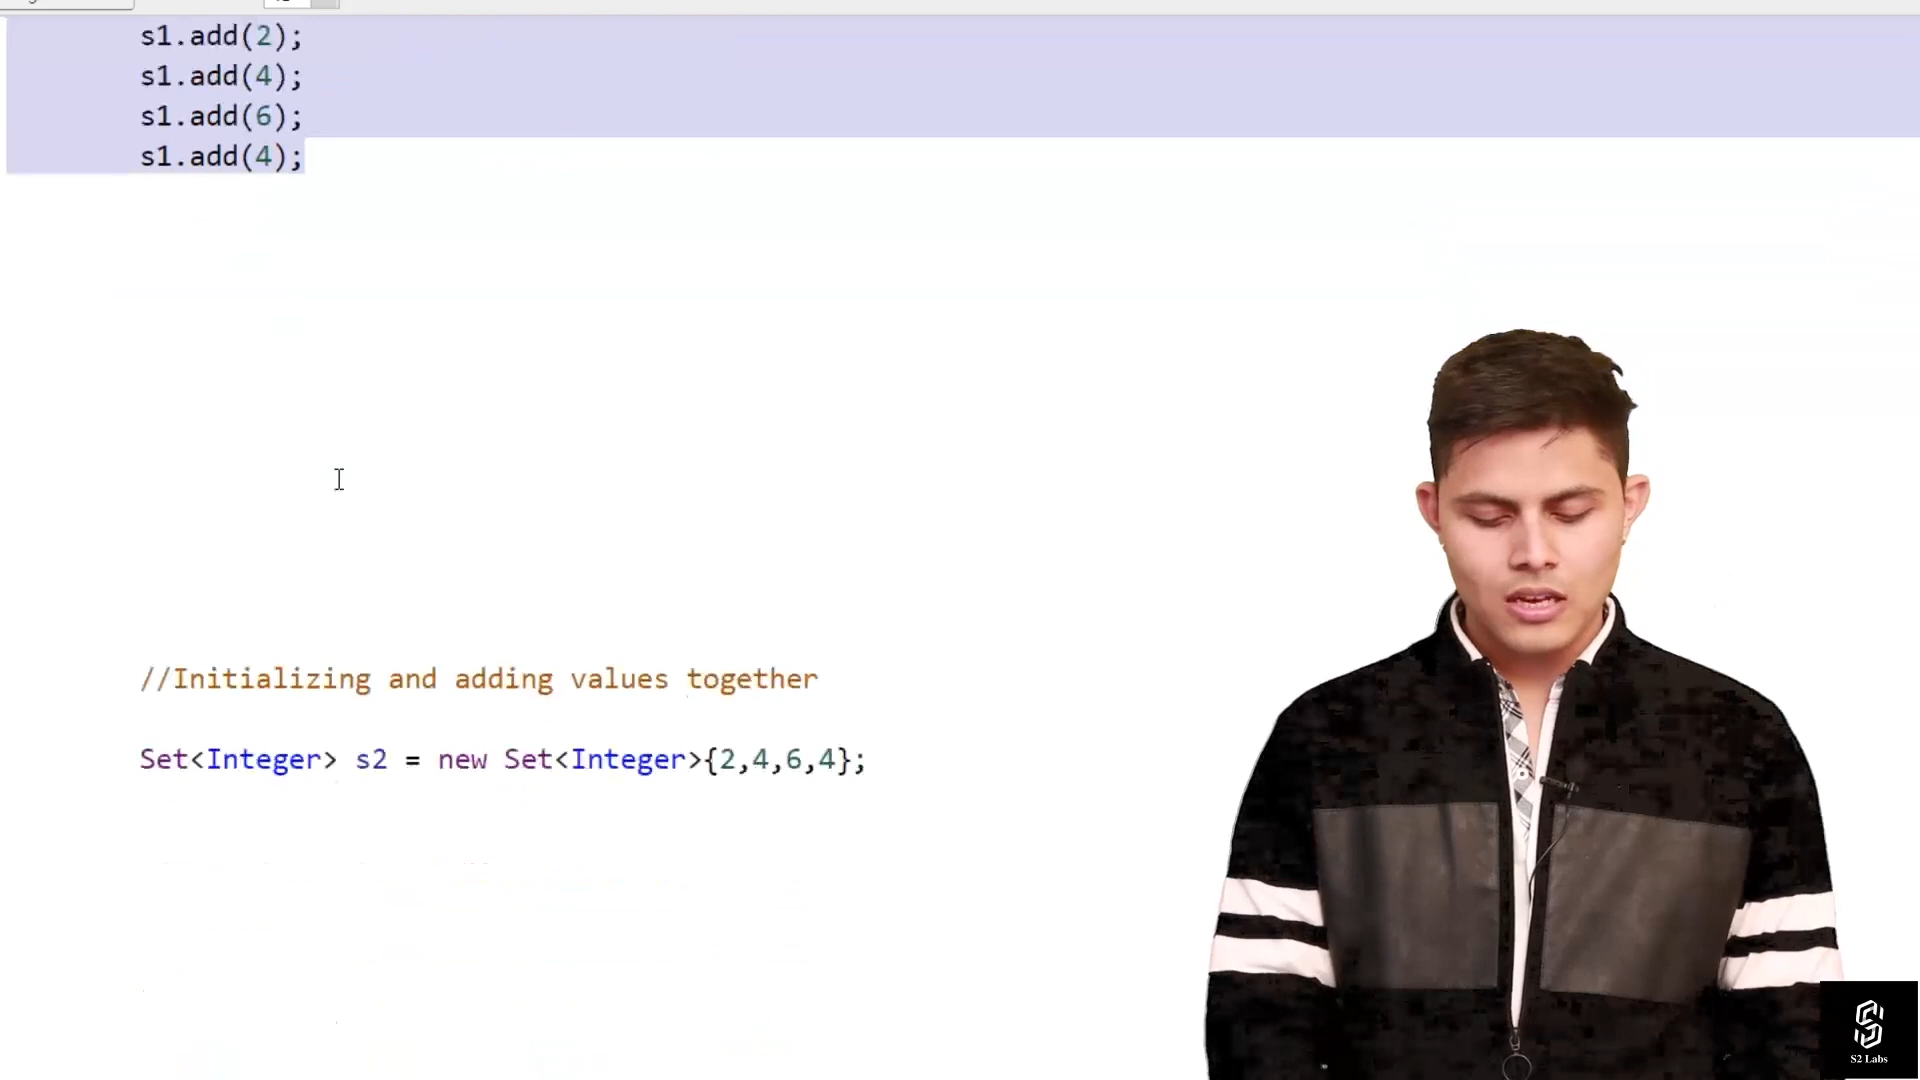 s1.add(2);
s1.add(4);
s1.add(6);
s1.add(4);
//Initializing and adding values together
Set<Integer> s2 = new Set<Integer>{2,4,6,4};
S2 Labs